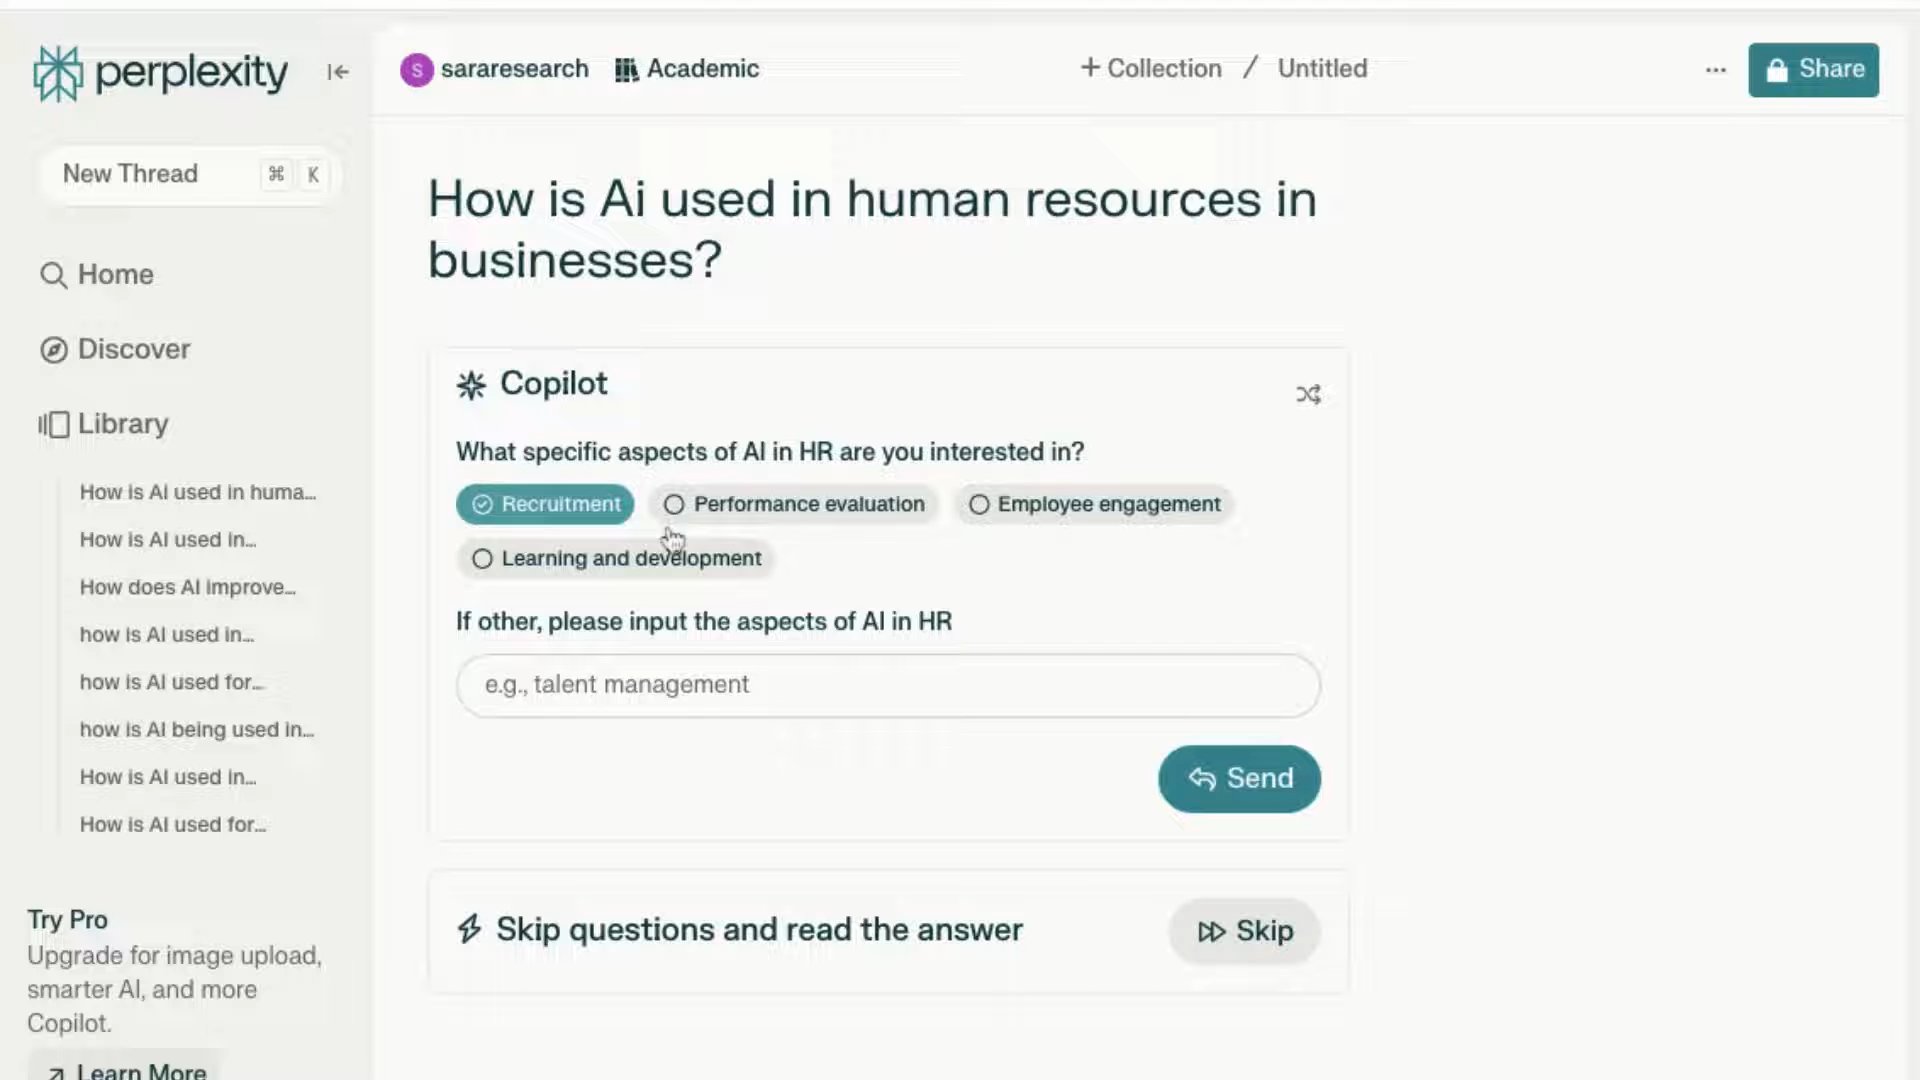 perplexity
New Thread ⌘ K
Home
Discover
Library
How is AI used in huma...
How is AI used in...
How does AI improve...
how is AI used in...
how is AI used for...
how is AI being used in...
How is AI used in...
How is AI used for...
Try Pro
Upgrade for image upload,
smarter AI, and more
Copilot.
Learn More
S sararesearch Academic
+ Collection / Untitled
... Share
How is Ai used in human resources in
businesses?
Copilot
What specific aspects of AI in HR are you interested in?
Recruitment Performance evaluation Employee engagement
Learning and development
If other, please input the aspects of AI in HR
e.g., talent management
Send
Skip questions and read the answer
Skip